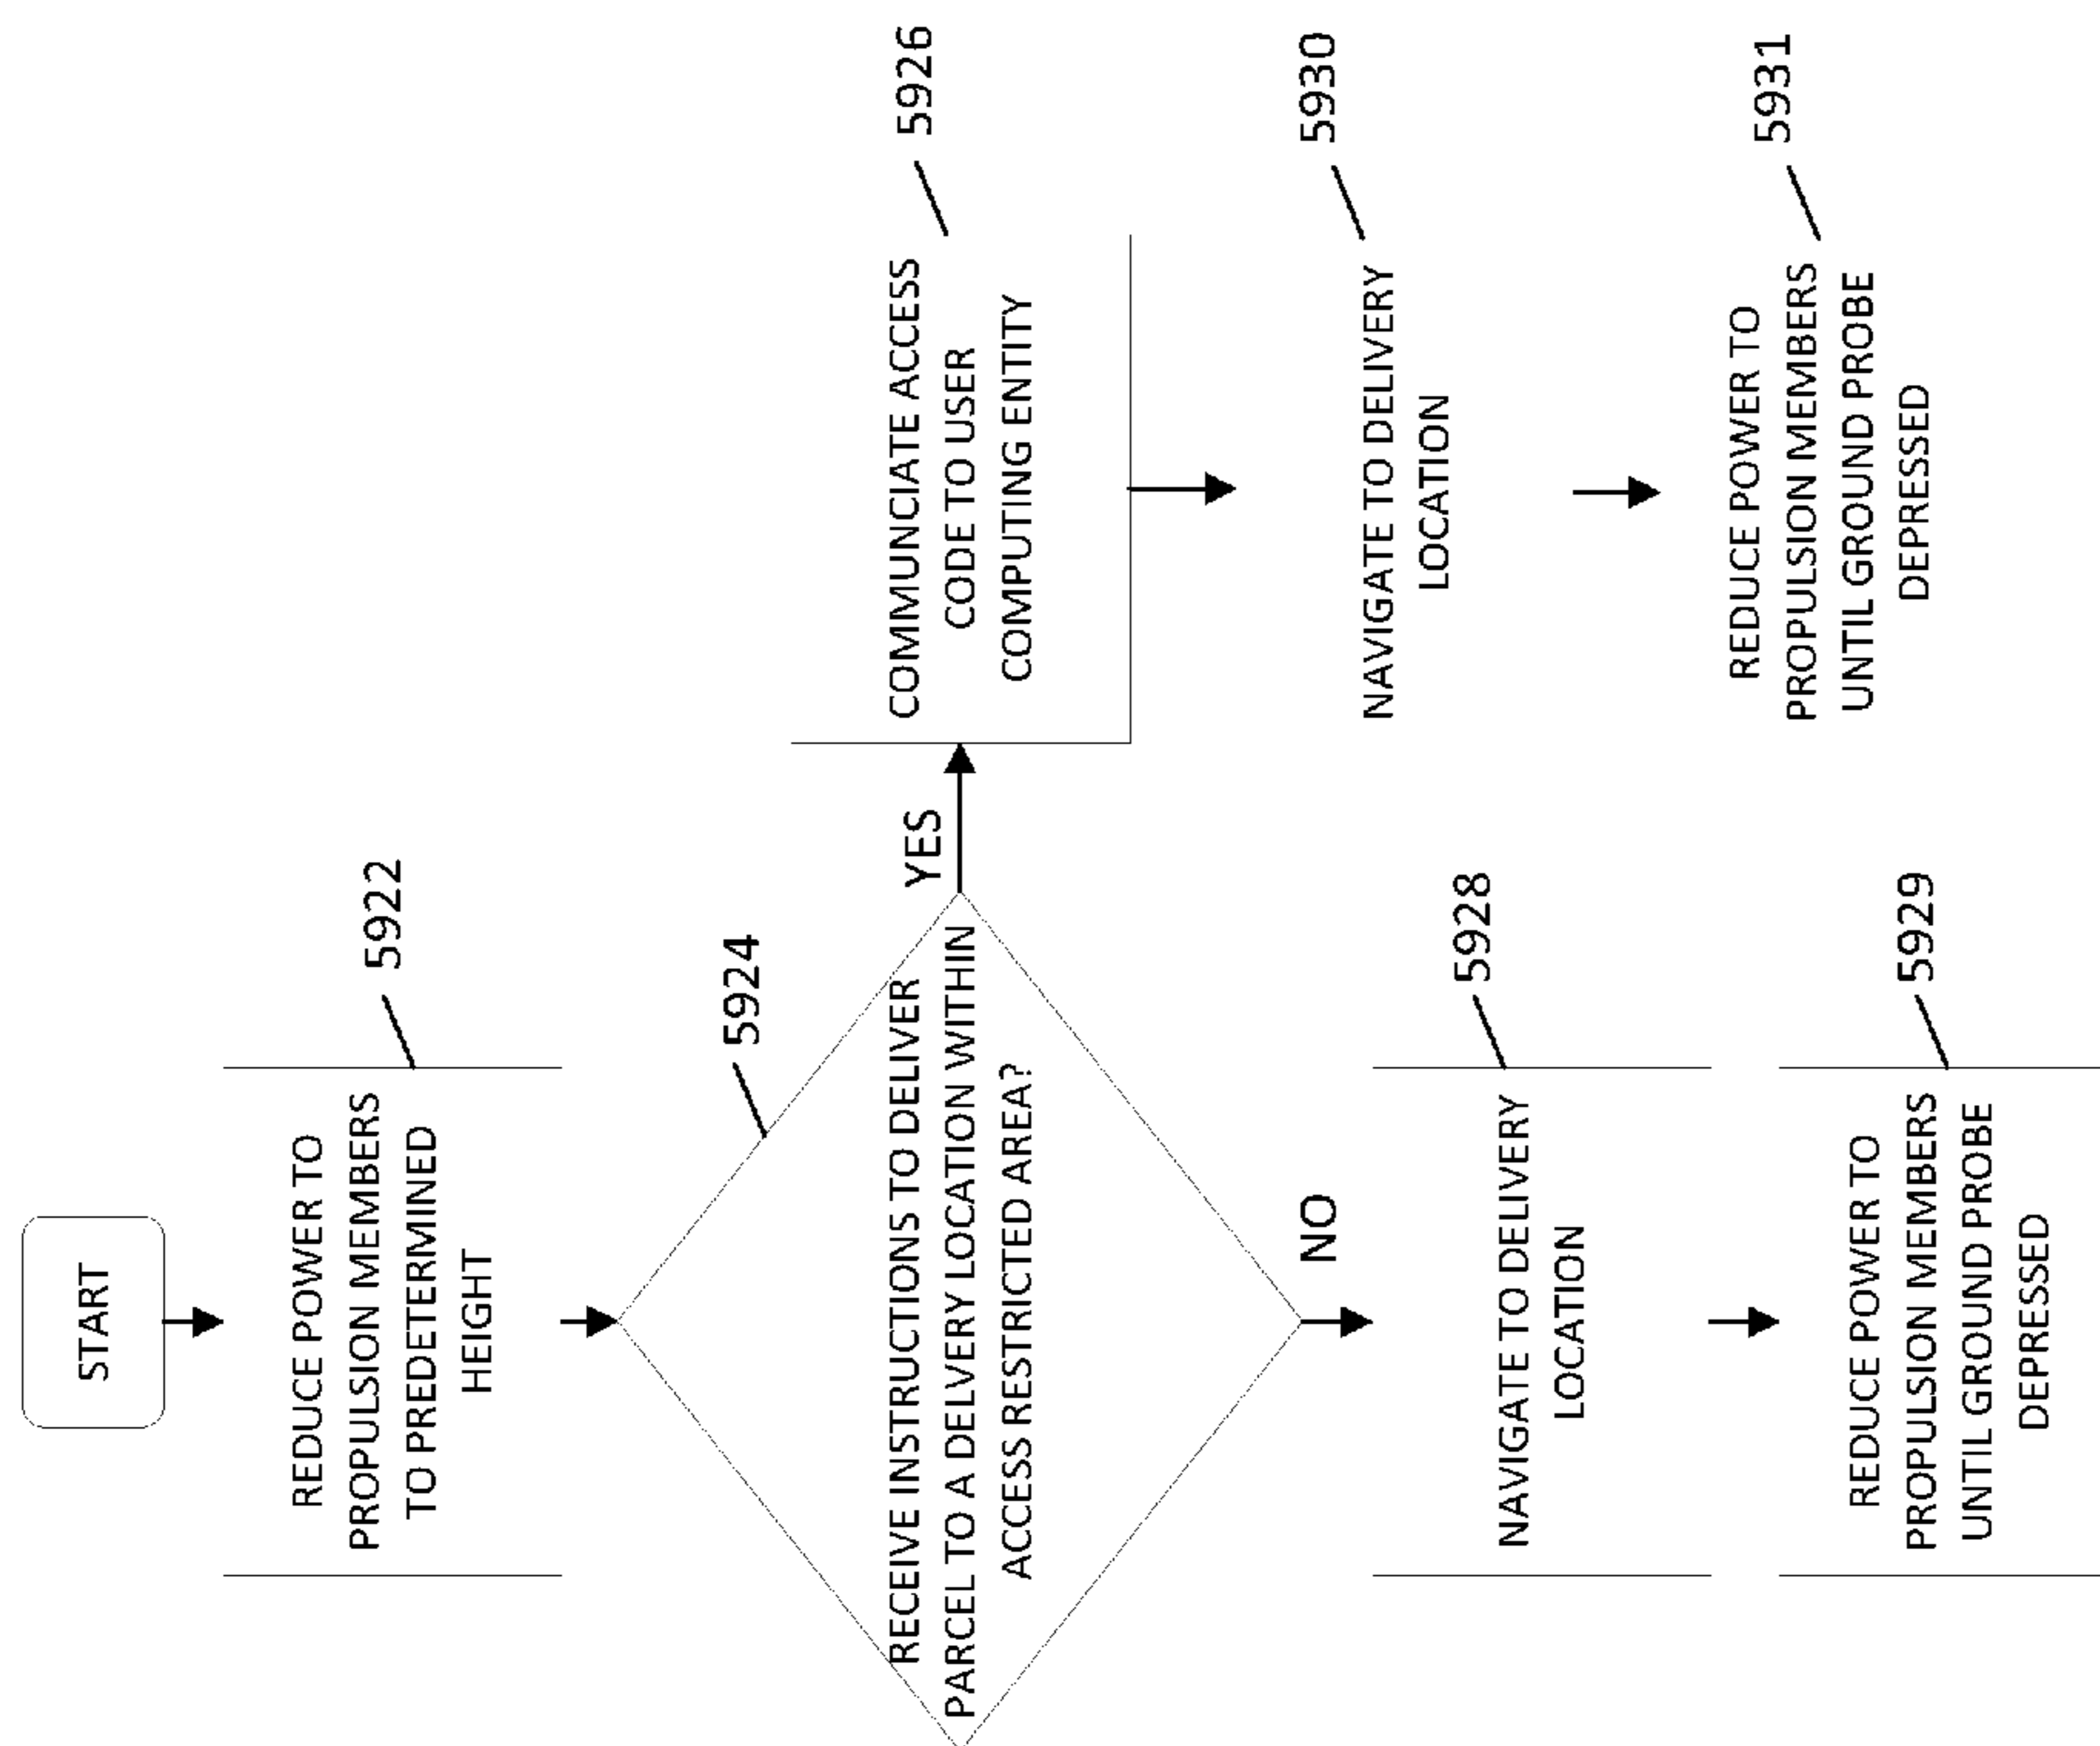 START
REDUCE POWER TO
PROPULSION MEMBERS
TO PREDETERMINED
HEIGHT
5922
5924
RECEIVE INSTRUCTIONS TO DELIVER
PARCEL TO A DELIVERY LOCATION WITHIN
ACCESS RESTRICTED AREA?
YES
COMMUNCIATE ACCESS
CODE TO USER
COMPUTING ENTITY
5926
NO
NAVIGATE TO DELIVERY
LOCATION
5928
NAVIGATE TO DELIVERY
LOCATION
5930
REDUCE POWER TO
PROPULSION MEMBERS
UNTIL GROUND PROBE
DEPRESSED
5929
REDUCE POWER TO
PROPULSION MEMBERS
UNTIL GROUND PROBE
DEPRESSED
5931